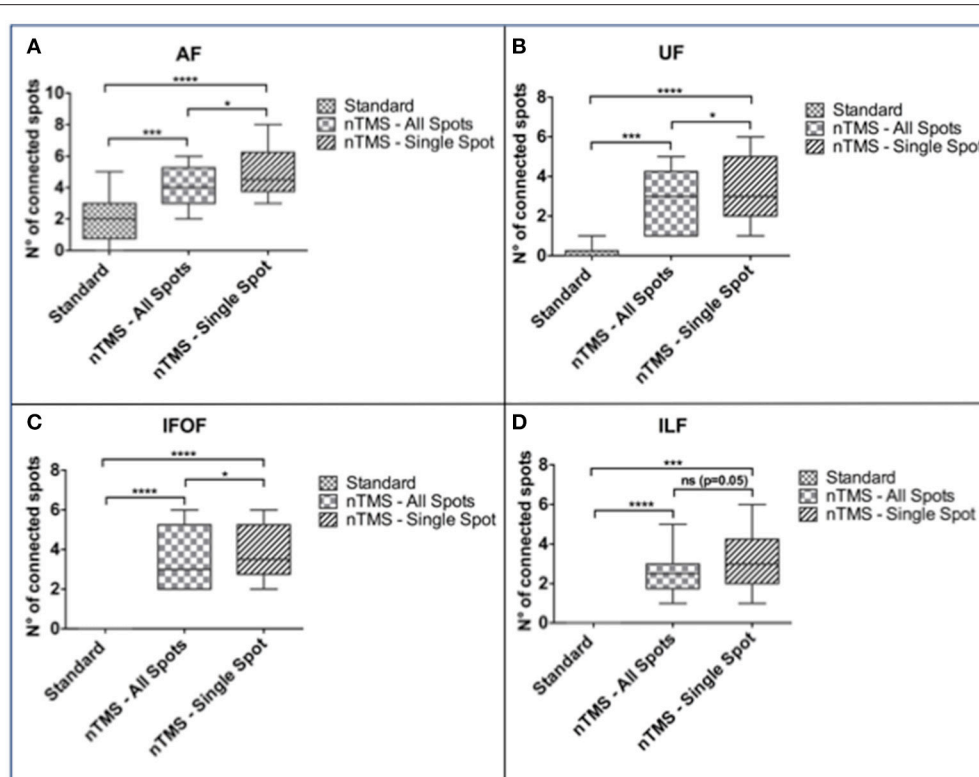 A
AF
N° of connected spots
10
8
6
4
2
0
****
*
***
Standard
nTMS - All Spots
nTMS - Single Spot
Standard
nTMS - All Spots
nTMS - Single Spot
B
UF
N° of connected spots
8
6
4
2
0
****
*
***
Standard
nTMS - All Spots
nTMS - Single Spot
Standard
nTMS - All Spots
nTMS - Single Spot
C
IFOF
N° of connected spots
8
6
4
2
0
****
*
****
Standard
nTMS - All Spots
nTMS - Single Spot
Standard
nTMS - All Spots
nTMS - Single Spot
D
ILF
N° of connected spots
8
6
4
2
0
***
ns (p=0.05)
****
Standard
nTMS - All Spots
nTMS - Single Spot
Standard
nTMS - All Spots
nTMS - Single Spot